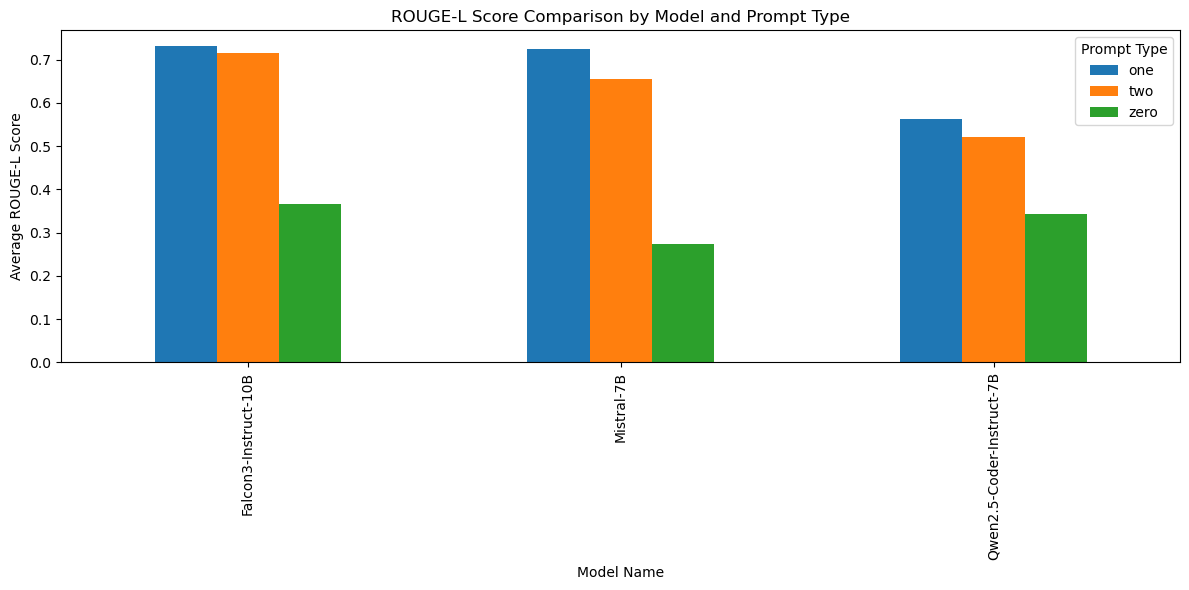 ROUGE-L Score Comparison by Model and Prompt Type
Average ROUGE-L Score
0.7
0.6
0.5
0.4
0.3
0.2
0.1
0.0
Prompt Type
one
two
zero
Falcon3-Instruct-10B
Mistral-7B
Qwen2.5-Coder-Instruct-7B
Model Name